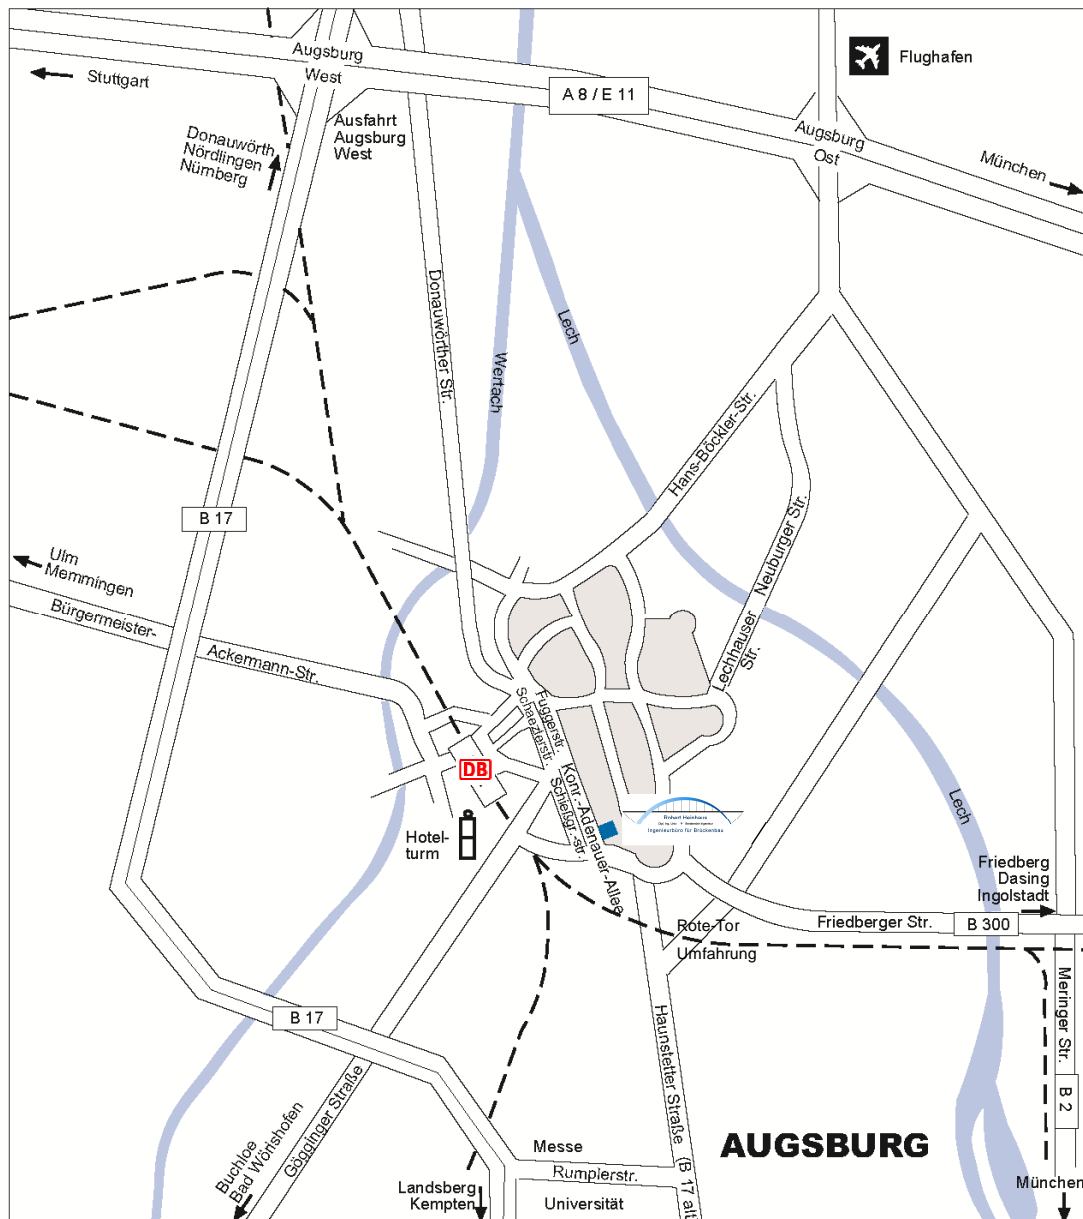 Augsburg
West
Stuttgart
A 8 / E 11
Flughafen
Augsburg
Ost
München
Ausfahrt
Augsburg
West
Donauwörth
Nördlingen
Nürnberg
Donauwörther Str.
Wertach
Lech
Hans-Böckler-Str.
B 17
Neuburger Str.
Lechhauser
Str.
Ulm
Memmingen
Bürgermeister-
Ackermann-Str.
Fuggerstr.
Schaezlerstr.
Konr.-Adenauer-Allee
Schießgr.-str.
DB
Hotel-
turm
Ingenieurbüro für Brückenbau
Lech
Friedberg
Dasing
Ingolstadt
Friedberger Str.
B 300
Rote-Tor
Umfahrung
B 17
Meringer Str.
B 2
Haunstetter Straße (B 17 alt
Gögginger Straße
Buchloe
Bad Wörishofen
Messe
Rumplerstr.
Universität
Landsberg
Kempten
AUGSBURG
München